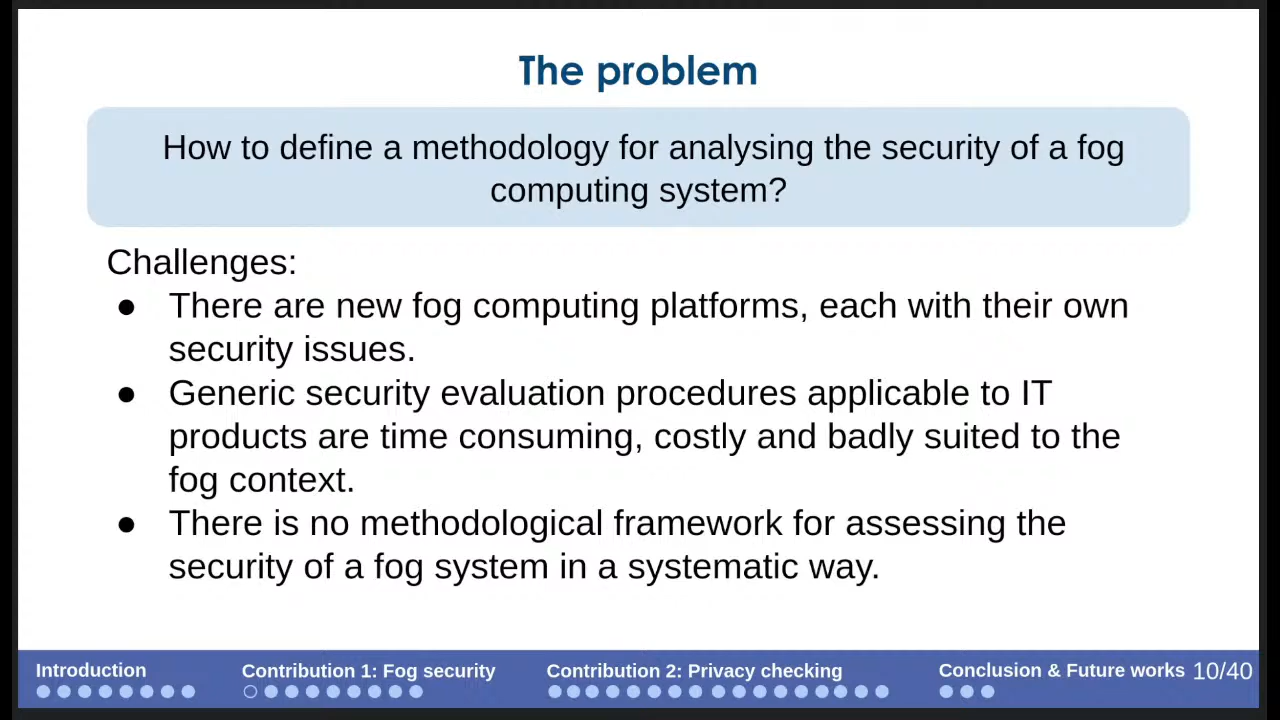 The problem
How to define a methodology for analysing the security of a fog
computing system?
Challenges:
● There are new fog computing platforms, each with their own
security issues.
● Generic security evaluation procedures applicable to IT
products are time consuming, costly and badly suited to the
fog context.
● There is no methodological framework for assessing the
security of a fog system in a systematic way.
Introduction
Contribution 1: Fog security
Contribution 2: Privacy checking
Conclusion & Future works
10/40